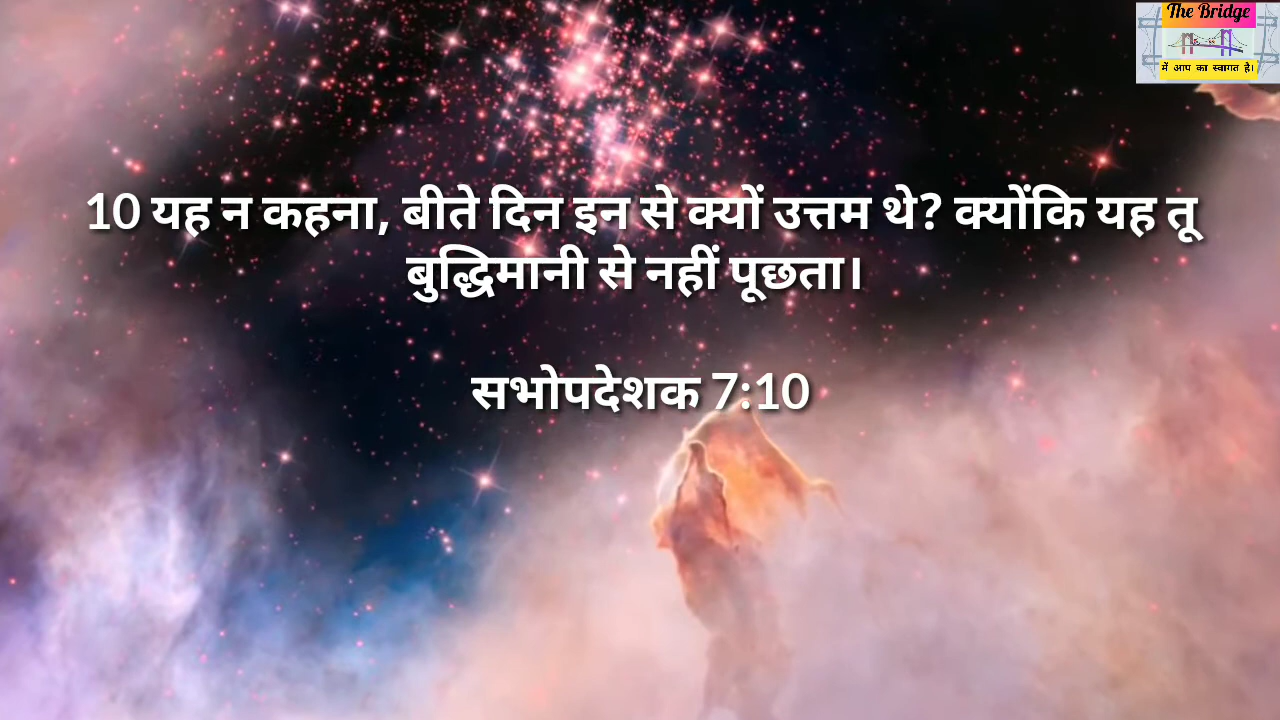 The Bridge
में आप का स्वागत है।
10 यह न कहना, बीते दिन इन से क्यों उत्तम थे? क्योंकि यह तू
बुद्धिमानी से नहीं पूछता।
सभोपदेशक 7:10